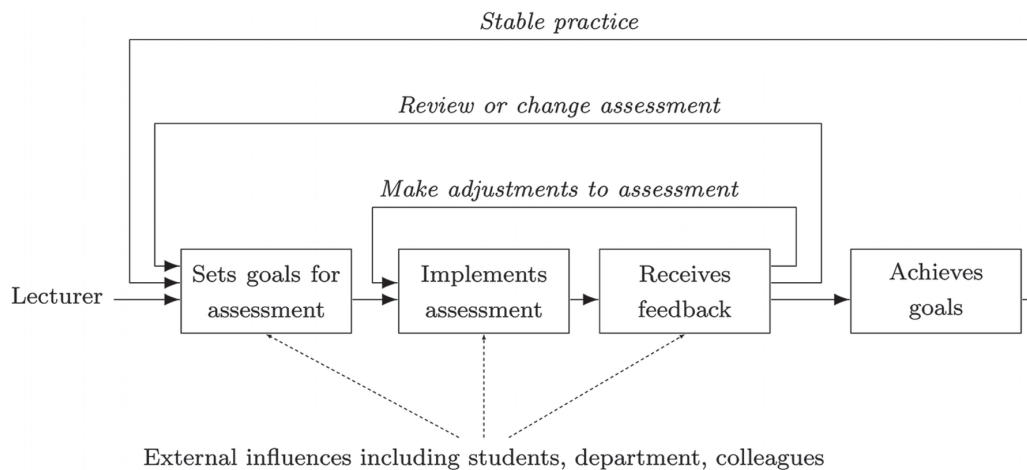 Stable practice
Review or change assessment
Make adjustments to assessment
Lecturer
Sets goals for
assessment
Implements
assessment
Receives
feedback
Achieves
goals
External influences including students, department, colleagues